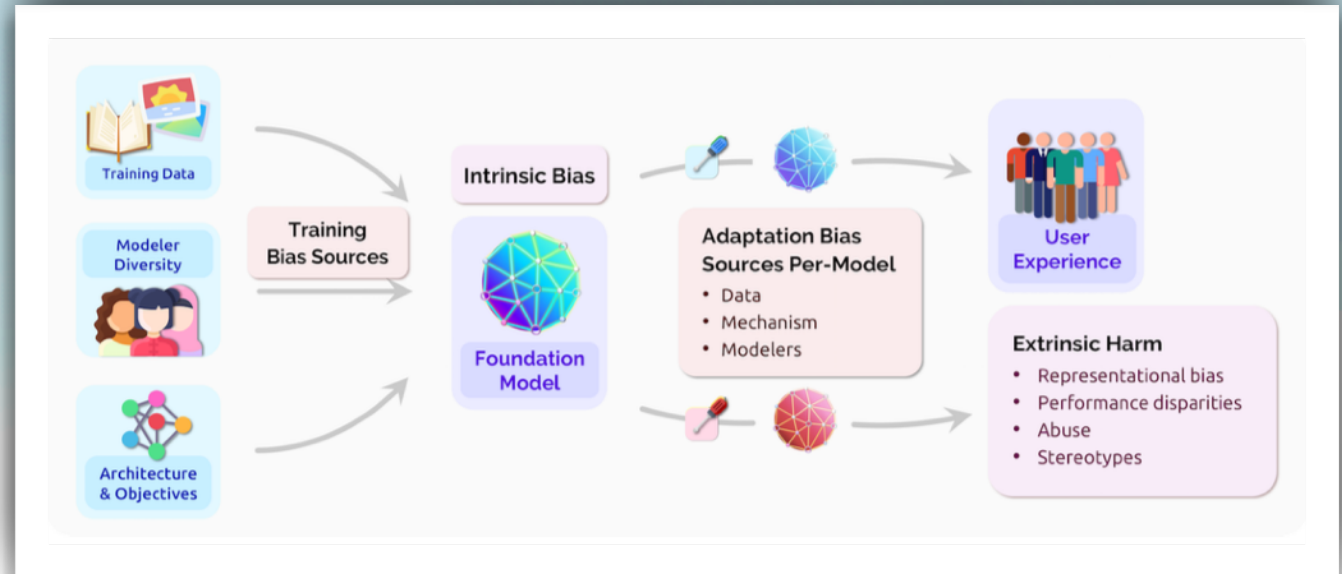 Training Data
Modeler
Diversity
Architecture
& Objectives
Training
Bias Sources
Intrinsic Bias
Foundation
Model
Adaptation Bias
Sources Per-Model
• Data
• Mechanism
• Modelers
User
Experience
Extrinsic Harm
• Representational bias
• Performance disparities
• Abuse
• Stereotypes